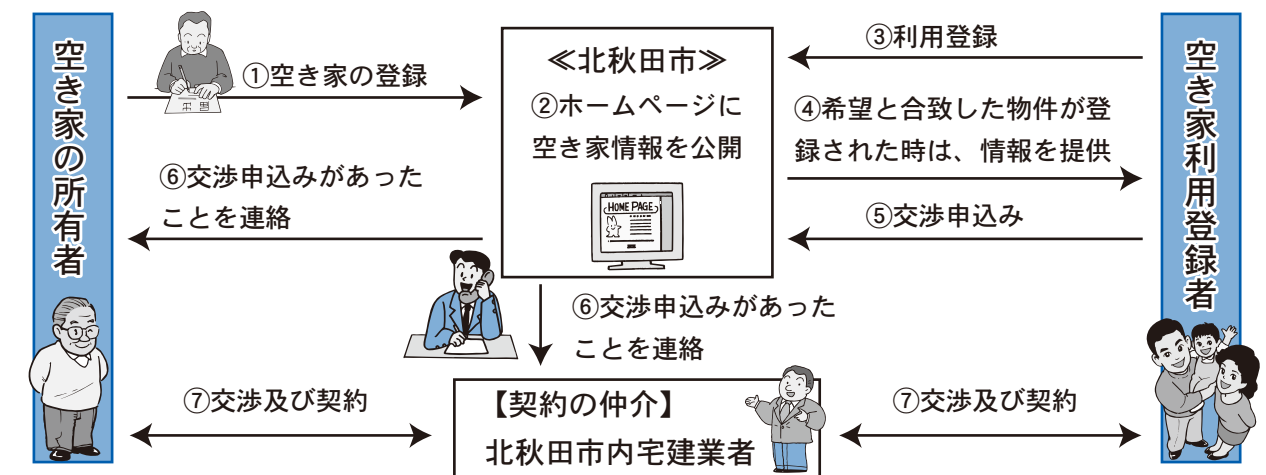 空き家の所有者
①空き家の登録
≪北秋田市≫
②ホームページに
空き家情報を公開
HOME PAGE
③利用登録
④希望と合致した物件が登
録された時は、情報を提供
⑤交渉申込み
⑥交渉申込みがあった
ことを連絡
⑥交渉申込みがあった
ことを連絡
⑦交渉及び契約
【契約の仲介】
北秋田市内宅建業者
⑦交渉及び契約
空き家利用登録者